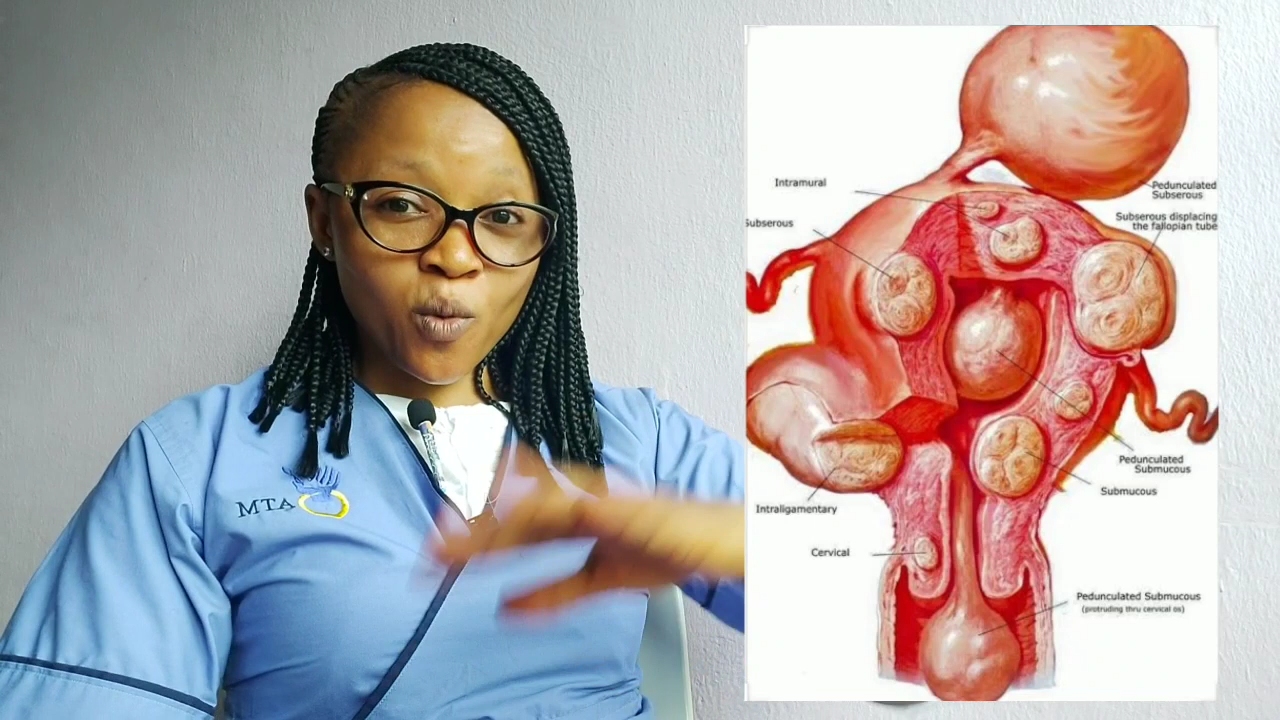 MTA
Intramural
Subserous
Pedunculated
Subserous
Subserous displacing
the fallopian tube
Pedunculated
Submucous
Submucous
Intraligamentary
Cervical
Pedunculated Submucous
(protruding thru cervical os)